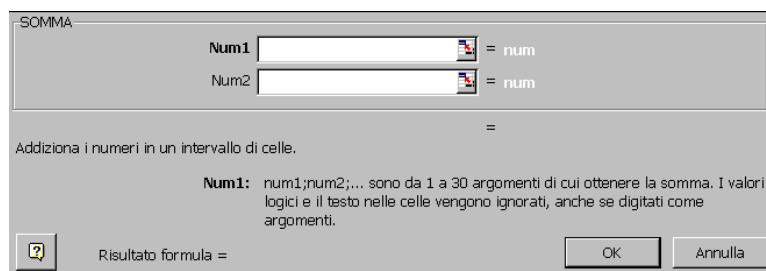 SOMMA
Num1 = num
Num2 = num
=
Addiziona i numeri in un intervallo di celle.
Num1: num1;num2;... sono da 1 a 30 argomenti di cui ottenere la somma. I valori
logici e il testo nelle celle vengono ignorati, anche se digitati come
argomenti.
? Risultato formula = OK Annulla